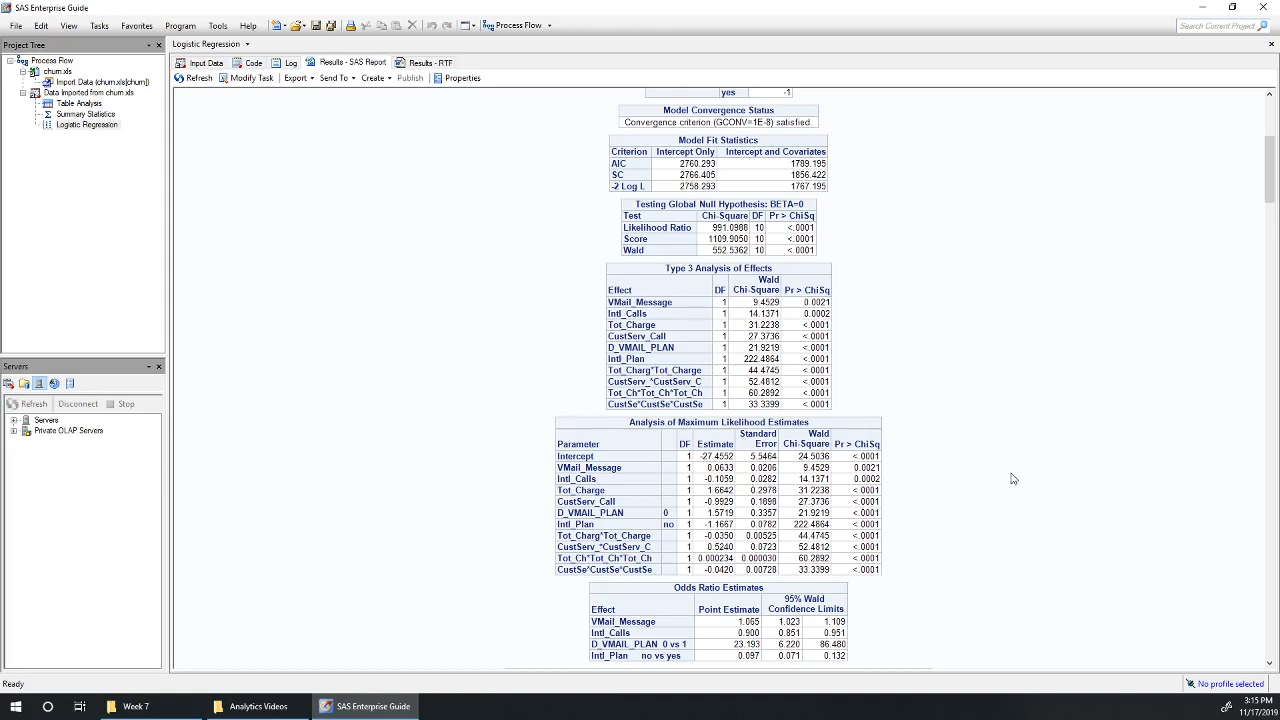 SAS Enterprise Guide
File Edit View Tasks Favorites Program Tools Help Process Flow Search Current Project
Project Tree
Process Flow
churn.xls
Import Data (churn.xls[churn])
Data Imported from churn.xls
Table Analysis
Summary Statistics
Logistic Regression
Servers
Refresh Disconnect Stop
Servers
Private OLAP Servers
Logistic Regression
Input Data Code Log Results - SAS Report Results - RTF
Refresh Modify Task Export Send To Create Publish Properties
yes -1
Model Convergence Status
Convergence criterion (GCONV=1E-8) satisfied.
Model Fit Statistics
Criterion Intercept Only Intercept and Covariates
AIC 2760.293 1789.195
SC 2766.405 1856.422
-2 Log L 2758.293 1767.195
Testing Global Null Hypothesis: BETA=0
Test Chi-Square DF Pr > ChiSq
Likelihood Ratio 991.0988 10 <.0001
Score 1109.9050 10 <.0001
Wald 552.5362 10 <.0001
Type 3 Analysis of Effects
Effect DF Wald Chi-Square Pr > ChiSq
VMail_Message 1 9.4529 0.0021
Intl_Calls 1 14.1371 0.0002
Tot_Charge 1 31.2238 <.0001
CustServ_Call 1 27.3736 <.0001
D_VMAIL_PLAN 1 21.9219 <.0001
Intl_Plan 1 222.4864 <.0001
Tot_Charg*Tot_Charge 1 44.4745 <.0001
CustServ_*CustServ_C 1 52.4812 <.0001
Tot_Ch*Tot_Ch*Tot_Ch 1 60.2892 <.0001
CustSe*CustSe*CustSe 1 33.3399 <.0001
Analysis of Maximum Likelihood Estimates
Parameter DF Estimate Standard Error Wald Chi-Square Pr > ChiSq
Intercept 1 -27.4552 5.5464 24.5036 <.0001
VMail_Message 1 0.0633 0.0206 9.4529 0.0021
Intl_Calls 1 -0.1059 0.0282 14.1371 0.0002
Tot_Charge 1 1.6642 0.2978 31.2238 <.0001
CustServ_Call 1 -0.9929 0.1898 27.3736 <.0001
D_VMAIL_PLAN 0 1 1.5719 0.3357 21.9219 <.0001
Intl_Plan no 1 -1.1667 0.0782 222.4864 <.0001
Tot_Charg*Tot_Charge 1 -0.0350 0.00525 44.4745 <.0001
CustServ_*CustServ_C 1 0.5240 0.0723 52.4812 <.0001
Tot_Ch*Tot_Ch*Tot_Ch 1 0.000234 0.000030 60.2892 <.0001
CustSe*CustSe*CustSe 1 -0.0420 0.00728 33.3399 <.0001
Odds Ratio Estimates
Effect Point Estimate 95% Wald Confidence Limits
VMail_Message 1.065 1.023 1.109
Intl_Calls 0.900 0.851 0.951
D_VMAIL_PLAN 0 vs 1 23.193 6.220 86.480
Intl_Plan no vs yes 0.097 0.071 0.132
Ready No profile selected
Week 7 Analytics Videos SAS Enterprise Guide
3:15 PM
11/17/2019